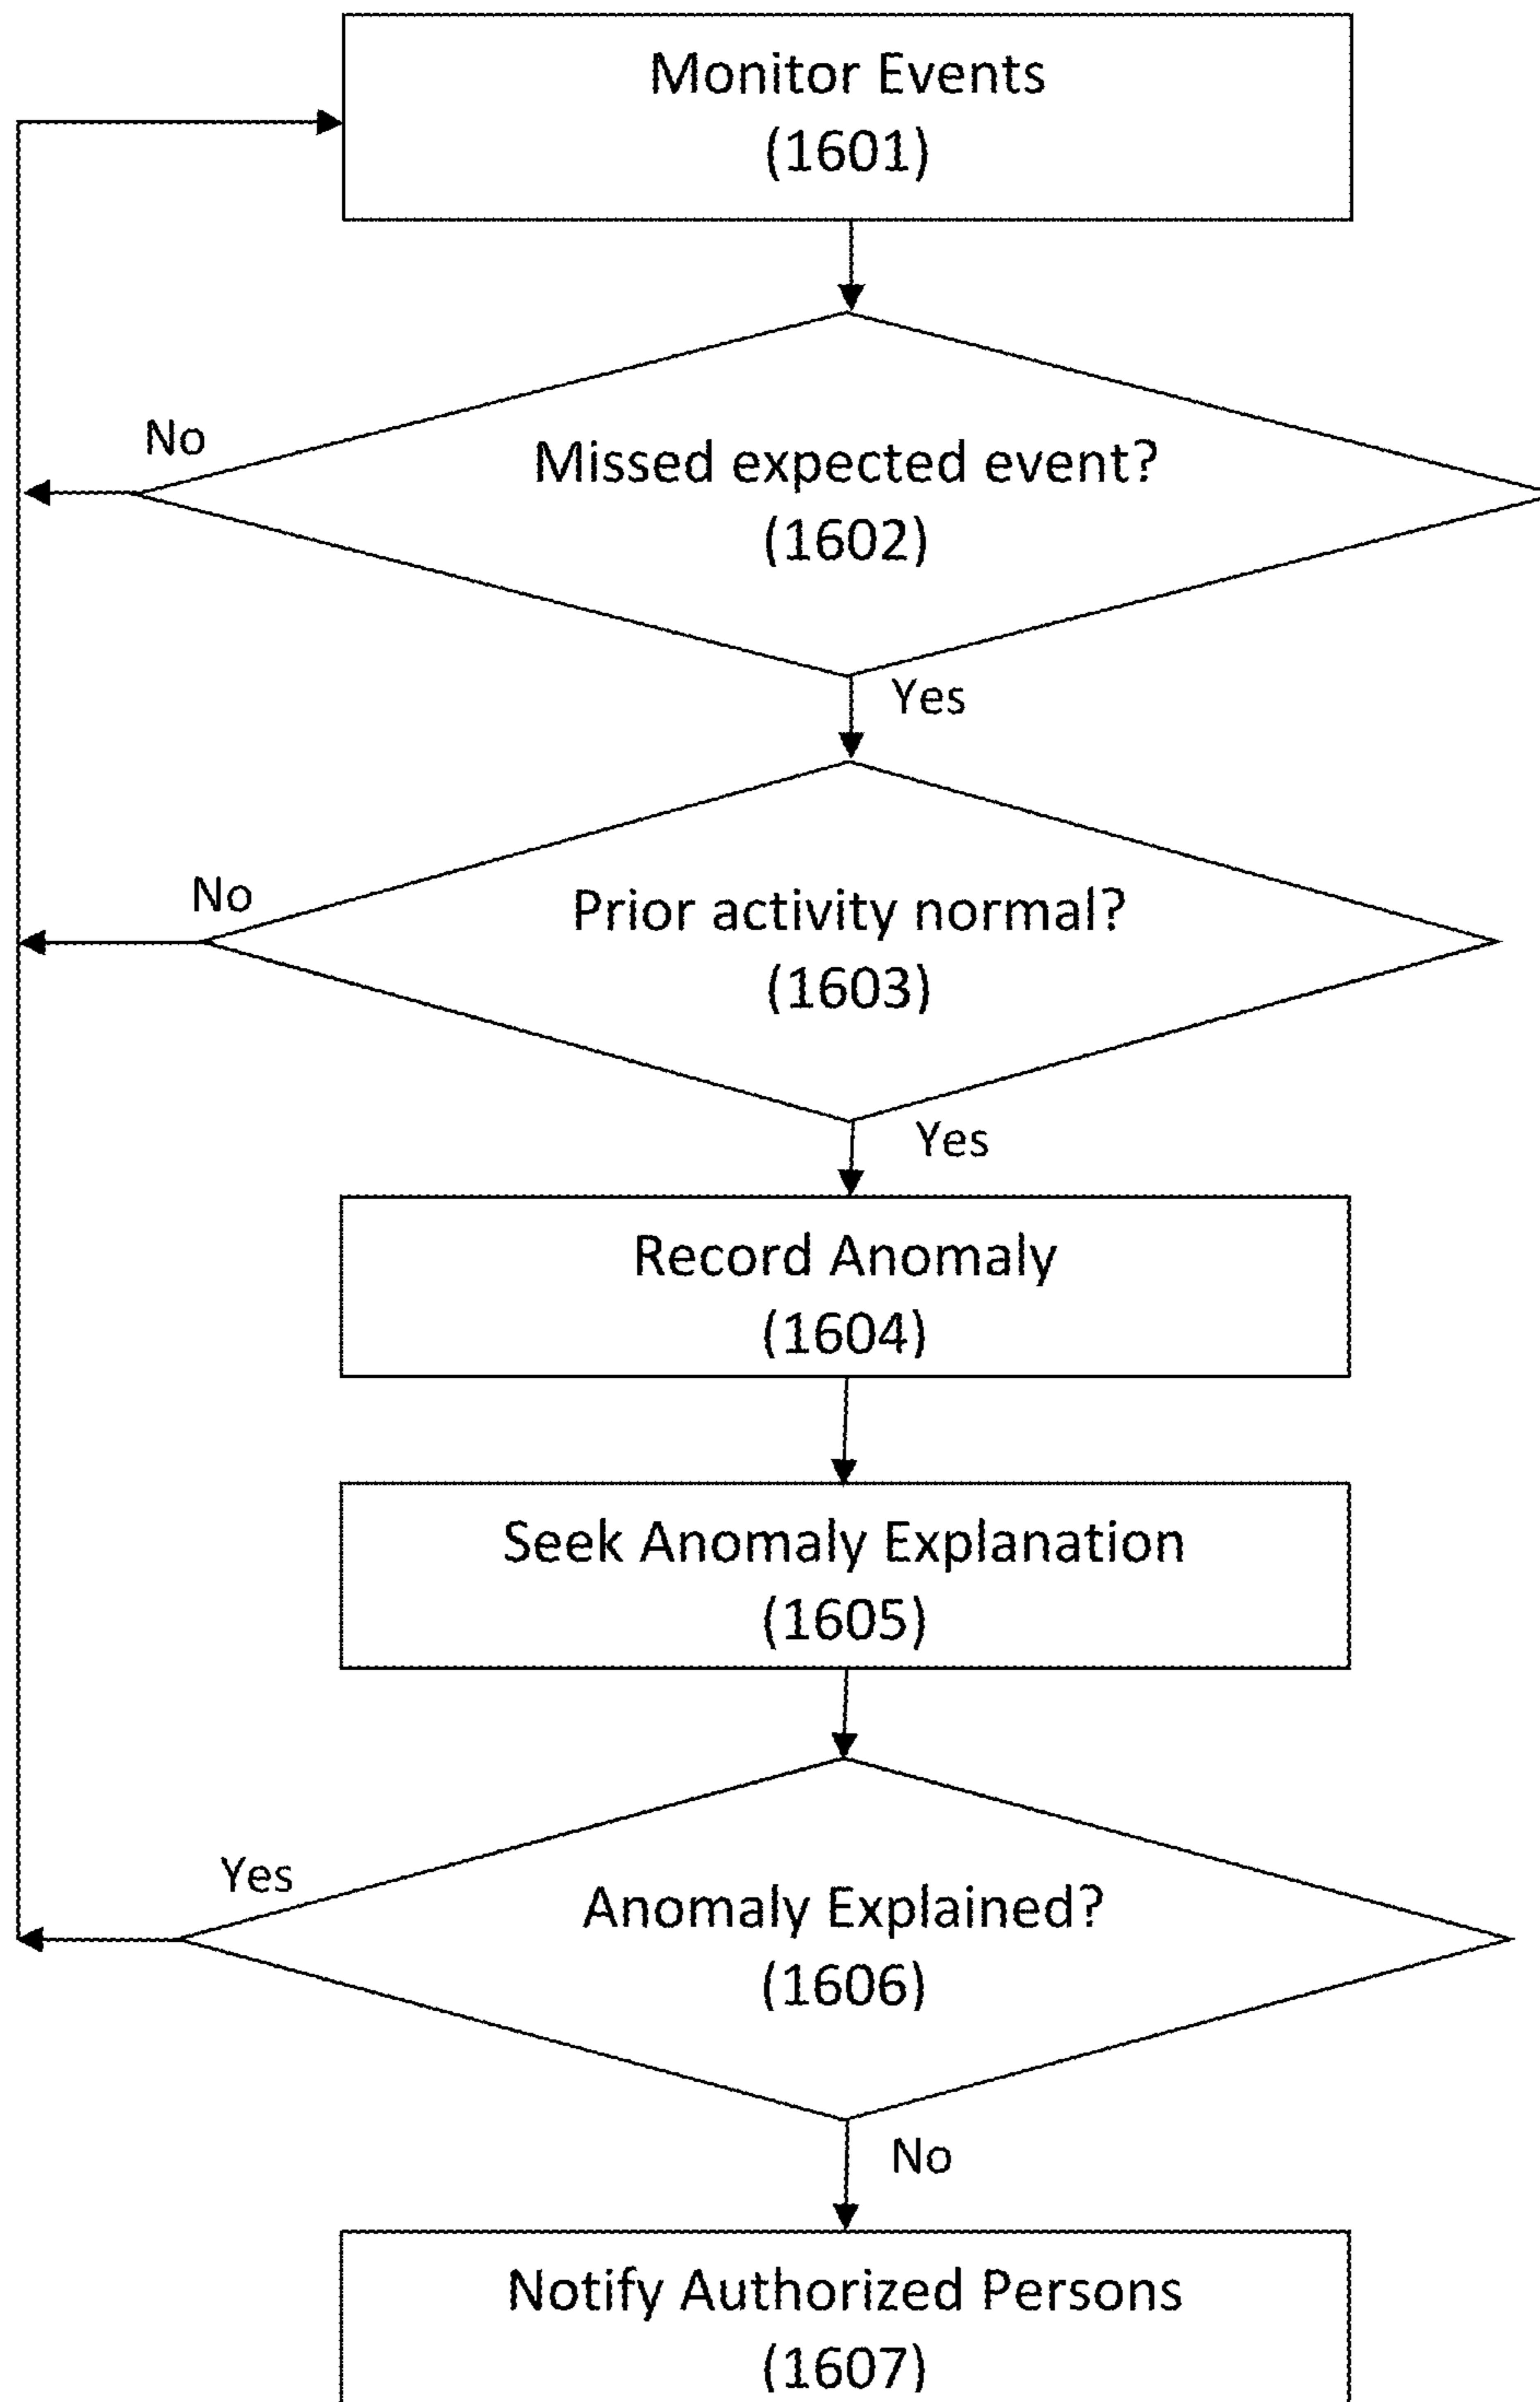 Monitor Events
(1601)
No
Missed expected event?
(1602)
Yes
No
Prior activity normal?
(1603)
Yes
Record Anomaly
(1604)
Seek Anomaly Explanation
(1605)
Yes
Anomaly Explained?
(1606)
No
Notify Authorized Persons
(1607)